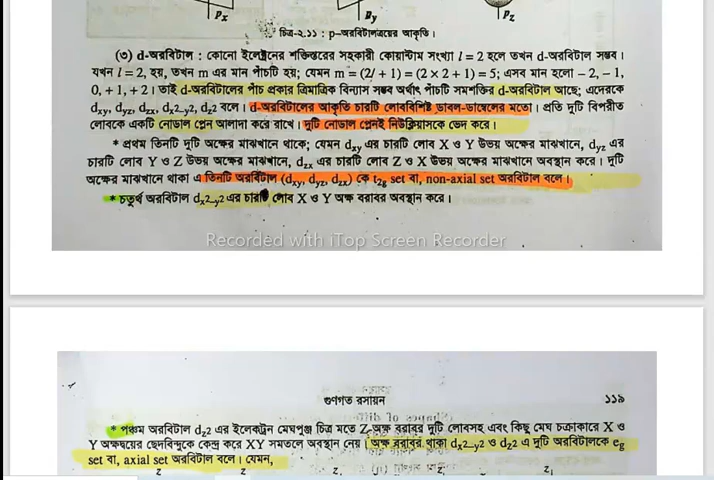 Px
Py
Pz
চিত্র-২.১১ : p-অরবিটালত্রয়ের আকৃতি।
(৩) d-অরবিটাল : কোনো ইলেকট্রনের শক্তিস্তরের সহকারী কোয়ান্টাম সংখ্যা l = 2 হলে তখন d-অরবিটাল সম্ভব।
যখন l = 2, হয়, তখন m এর মান পাঁচটি হয়; যেমন m = (2l + 1) = (2 × 2 + 1) = 5; এসব মান হলো – 2, – 1,
0, + 1, + 2। তাই d-অরবিটালের পাঁচ প্রকার ত্রিমাত্রিক বিন্যাস সম্ভব অর্থাৎ পাঁচটি সমশক্তির d-অরবিটাল আছে; এদেরকে
dxy, dyz, dzx, dx2–y2, dz2 বলে। d-অরবিটালের আকৃতি চারটি লোববিশিষ্ট ডাবল-ডাম্বেলের মতো। প্রতি দুটি বিপরীত
লোবকে একটি নোডাল প্লেন আলাদা করে রাখে। দুটি নোডাল প্লেনই নিউক্লিয়াসকে ভেদ করে।
* প্রথম তিনটি দুটি অক্ষের মাঝখানে থাকে; যেমন dxy এর চারটি লোব X ও Y উভয় অক্ষের মাঝখানে, dyz এর
চারটি লোব Y ও Z উভয় অক্ষের মাঝখানে, dzx এর চারটি লোব Z ও X উভয় অক্ষের মাঝখানে অবস্থান করে। দুটি
অক্ষের মাঝখানে থাকা এ তিনটি অরবিটাল (dxy, dyz, dzx) কে t2g set বা, non-axial set অরবিটাল বলে।
* চতুর্থ অরবিটাল dx2–y2 এর চারটি লোব X ও Y অক্ষ বরাবর অবস্থান করে।
Recorded with iTop Screen Recorder
গুণগত রসায়ন
১১৯
* পঞ্চম অরবিটাল dz2 এর ইলেকট্রন মেঘপুঞ্জ চিত্র মতে Z-অক্ষ বরাবর দুটি লোবসহ এবং কিছু মেঘ চক্রাকারে X ও
Y অক্ষদ্বয়ের ছেদবিন্দুকে কেন্দ্র করে XY সমতলে অবস্থান নেয়। অক্ষ বরাবর থাকা dx2–y2 ও dz2 এ দুটি অরবিটালকে eg
set বা, axial set অরবিটাল বলে। যেমন,